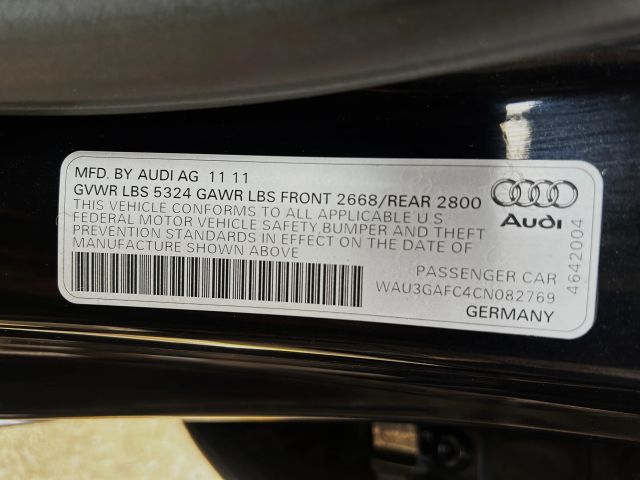 MFD. BY AUDI AG 11 11
GVWR LBS 5324 GAWR LBS FRONT 2668/REAR 2800
THIS VEHICLE CONFORMS TO ALL APPLICABLE U.S.
FEDERAL MOTOR VEHICLE SAFETY,BUMPER AND THEFT
PREVENTION STANDARDS IN EFFECT ON THE DATE OF
MANUFACTURE SHOWN ABOVE
Audi
PASSENGER CAR
WAU3GAFC4CN082769
GERMANY
4642004